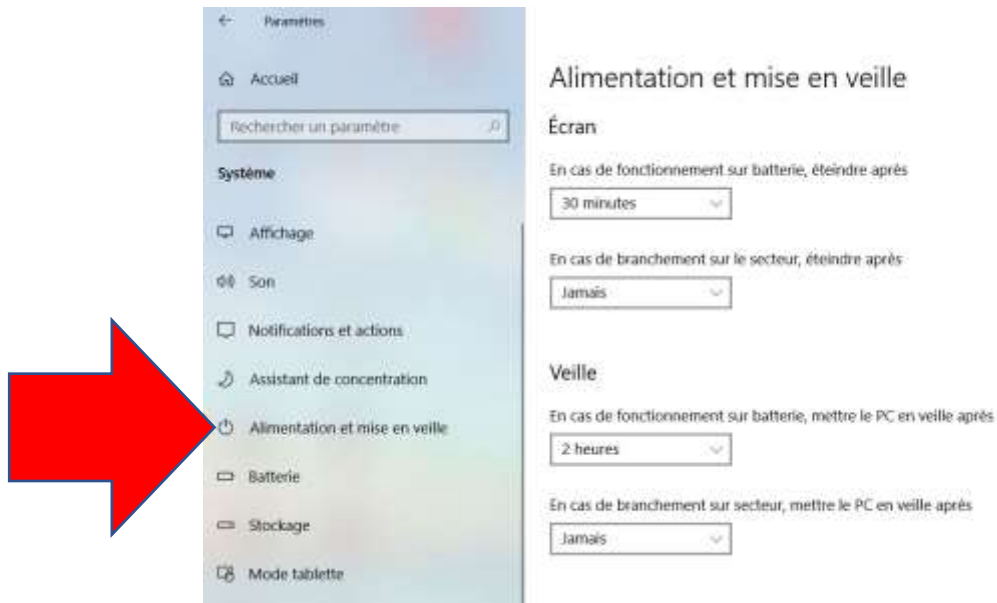 Paramètres
Accueil
Rechercher un paramètre
Système
Affichage
Son
Notifications et actions
Assistant de concentration
Alimentation et mise en veille
Batterie
Stockage
Mode tablette
Alimentation et mise en veille
Écran
En cas de fonctionnement sur batterie, éteindre après
30 minutes
En cas de branchement sur le secteur, éteindre après
Jamais
Veille
En cas de fonctionnement sur batterie, mettre le PC en veille après
2 heures
En cas de branchement sur secteur, mettre le PC en veille après
Jamais